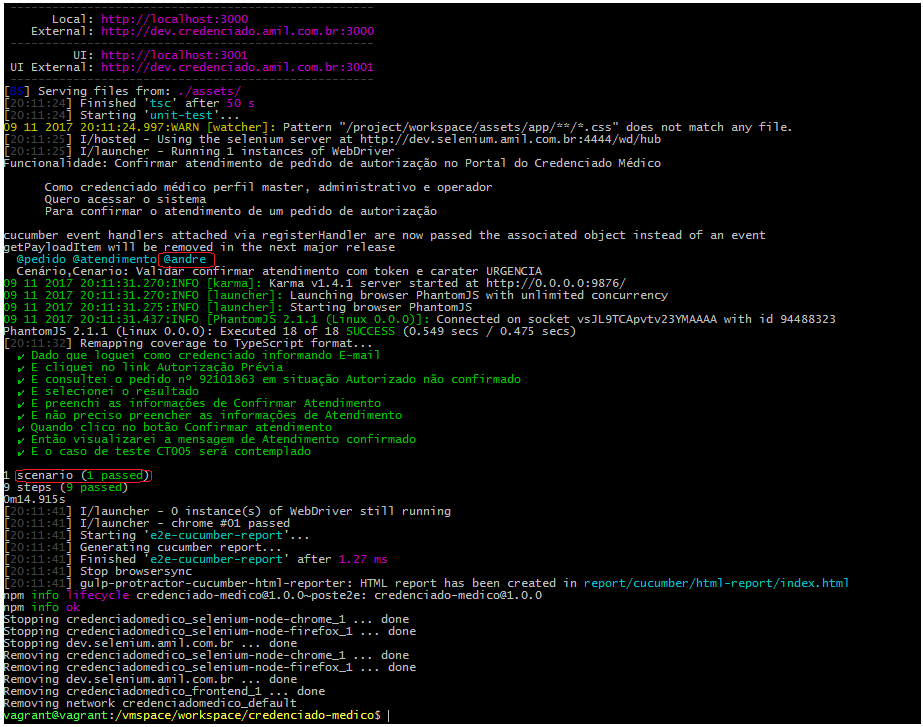 -----------------------------------------------
Local: http://localhost:3000
External: http://dev.credenciado.amil.com.br:3000
-----------------------------------------------
UI: http://localhost:3001
UI External: http://dev.credenciado.amil.com.br:3001
-----------------------------------------------
[BS] Serving files from: ./assets/
[20:11:24] Finished 'tsc' after 50 s
[20:11:24] Starting 'unit-test'...
09 11 2017 20:11:24.997:WARN [watcher]: Pattern "/project/workspace/assets/app/**/*.css" does not match any file.
[20:11:25] I/hosted - Using the selenium server at http://dev.selenium.amil.com.br:4444/wd/hub
[20:11:25] I/launcher - Running 1 instances of WebDriver
Funcionalidade: Confirmar atendimento de pedido de autorização no Portal do Credenciado Médico
Como credenciado médico perfil master, administrativo e operador
Quero acessar o sistema
Para confirmar o atendimento de um pedido de autorização
cucumber event handlers attached via registerHandler are now passed the associated object instead of an event
getPayloadItem will be removed in the next major release
@pedido @atendimento @andre
Cenário,Cenario: Validar confirmar atendimento com token e carater URGENCIA
09 11 2017 20:11:31.270:INFO [karma]: Karma v1.4.1 server started at http://0.0.0.0:9876/
09 11 2017 20:11:31.270:INFO [launcher]: Launching browser PhantomJS with unlimited concurrency
09 11 2017 20:11:31.275:INFO [launcher]: Starting browser PhantomJS
09 11 2017 20:11:31.437:INFO [PhantomJS 2.1.1 (Linux 0.0.0)]: Connected on socket vsJL9TCApvtv23YMAAAA with id 94488323
PhantomJS 2.1.1 (Linux 0.0.0): Executed 18 of 18 SUCCESS (0.549 secs / 0.475 secs)
[20:11:32] Remapping coverage to TypeScript format...
✔ Dado que loguei como credenciado informando E-mail
✔ E cliquei no link Autorização Prévia
✔ E consultei o pedido nº 92101863 em situação Autorizado não confirmado
✔ E selecionei o resultado
✔ E preenchi as informações de Confirmar Atendimento
✔ E não preciso preencher as informações de Atendimento
✔ Quando clico no botão Confirmar atendimento
✔ Então visualizarei a mensagem de Atendimento confirmado
✔ E o caso de teste CT005 será contemplado
1 scenario (1 passed)
9 steps (9 passed)
0m14.915s
[20:11:41] I/launcher - 0 instance(s) of WebDriver still running
[20:11:41] I/launcher - chrome #01 passed
[20:11:41] Starting 'e2e-cucumber-report'...
[20:11:41] Generating cucumber report...
[20:11:41] Finished 'e2e-cucumber-report' after 1.27 ms
[20:11:41] Stop browsersync
[20:11:41] gulp-protractor-cucumber-html-reporter: HTML report has been created in report/cucumber/html-report/index.html
npm info lifecycle credenciado-medico@1.0.0~poste2e: credenciado-medico@1.0.0
npm info ok
Stopping credenciadomedico_selenium-node-chrome_1 ... done
Stopping credenciadomedico_selenium-node-firefox_1 ... done
Stopping dev.selenium.amil.com.br ... done
Removing credenciadomedico_selenium-node-chrome_1 ... done
Removing credenciadomedico_selenium-node-firefox_1 ... done
Removing dev.selenium.amil.com.br ... done
Removing credenciadomedico_frontend_1 ... done
Removing network credenciadomedico_default
vagrant@vagrant:/vmspace/workspace/credenciado-medico$